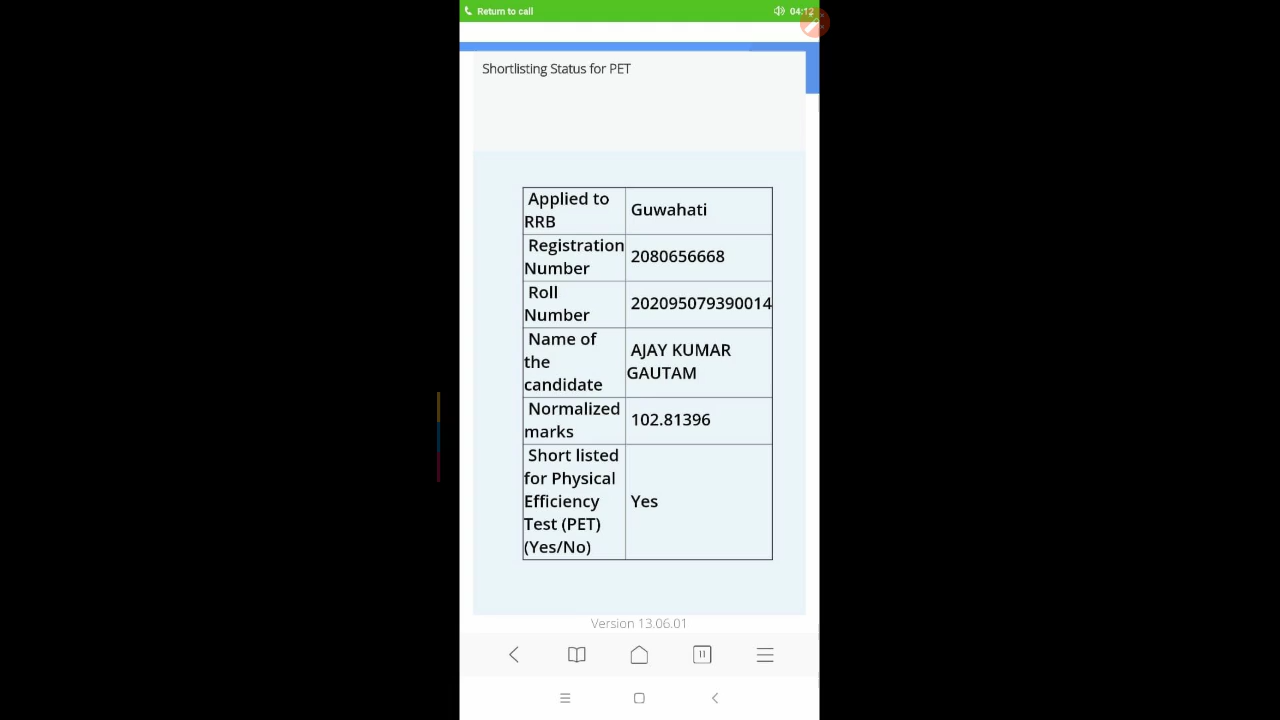 Return to call
04:12
Shortlisting Status for PET
Applied to
RRB
Guwahati
Registration
Number
2080656668
Roll
Number
202095079390014
Name of
the
candidate
AJAY KUMAR
GAUTAM
Normalized
marks
102.81396
Short listed
for Physical
Efficiency
Test (PET)
(Yes/No)
Yes
Version 13.06.01
11